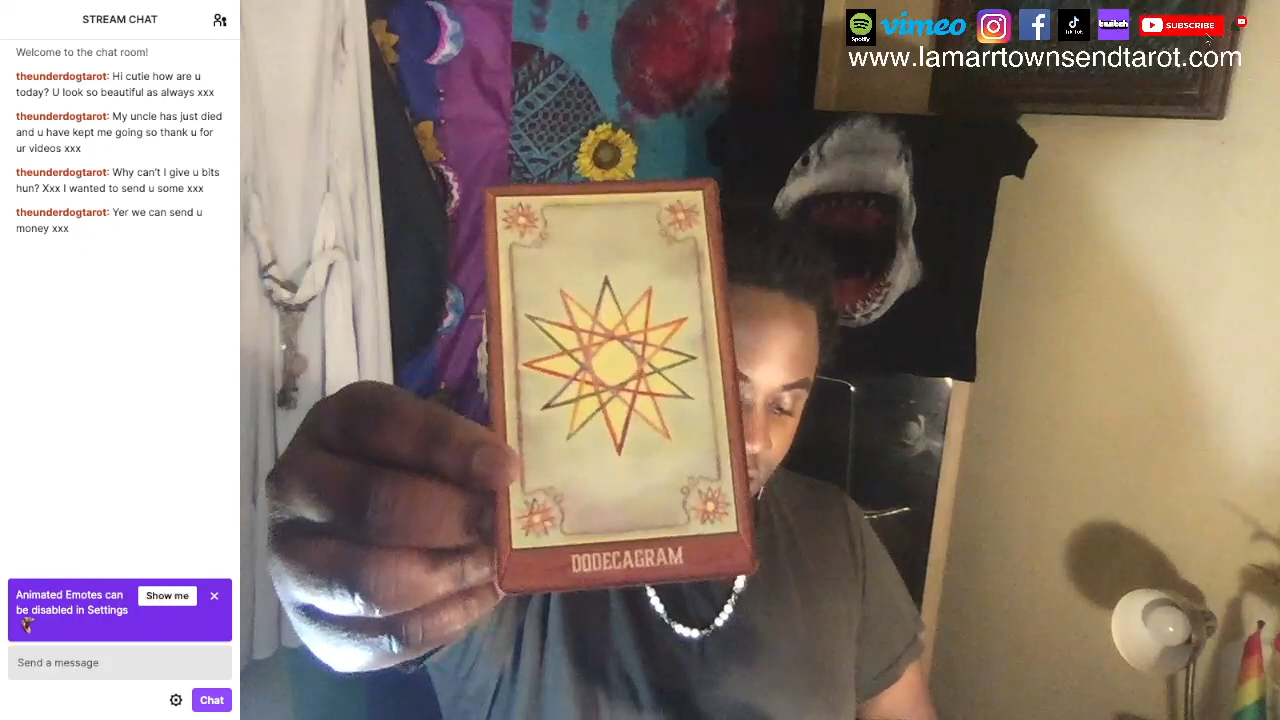 STREAM CHAT
Welcome to the chat room!
theunderdogtarot: Hi cutie how are u
today? U look so beautiful as always xxx
theunderdogtarot: My uncle has just died
and u have kept me going so thank u for
ur videos xxx
theunderdogtarot: Why can't I give u bits
hun? Xxx I wanted to send u some xxx
theunderdogtarot: Yer we can send u
money xxx
Animated Emotes can
be disabled in Settings
Show me
Send a message
Chat
Spotify
vimeo
TikTok
twitch
SUBSCRIBE
www.lamarrtownsendtarot.com
DODECAGRAM